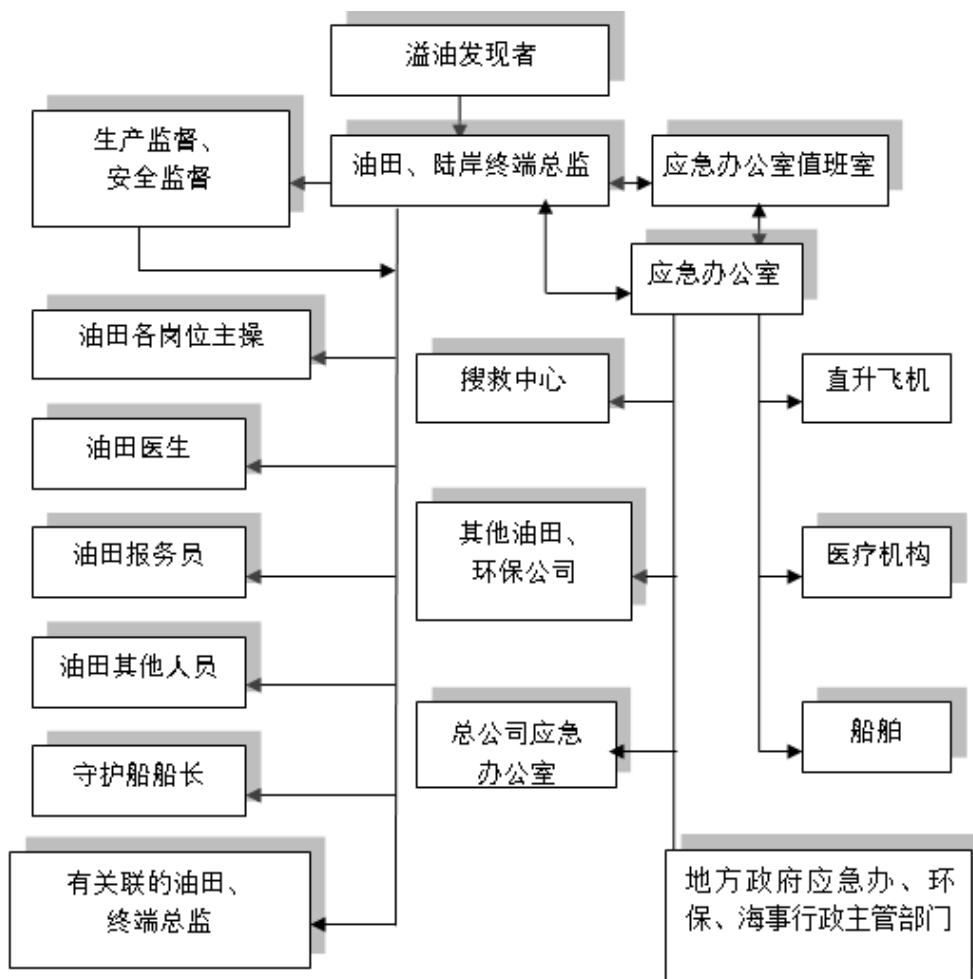 溢油发现者
生产监督、
安全监督
油田、陆岸终端总监
应急办公室值班室
应急办公室
油田各岗位主操
搜救中心
直升飞机
油田医生
油田报务员
其他油田、
环保公司
医疗机构
油田其他人员
总公司应急
办公室
船舶
守护船船长
有关联的油田、
终端总监
地方政府应急办、环
保、海事行政主管部门